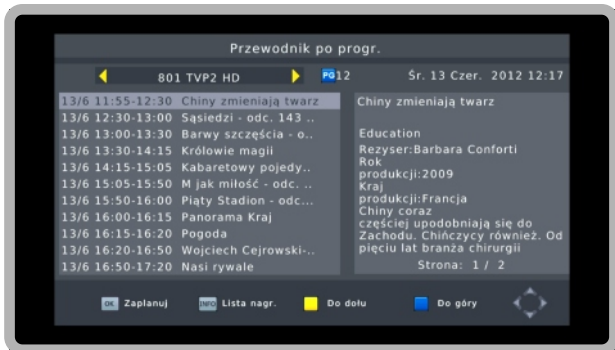 Przewodnik po progr.
801 TVP2 HD
PG12
Śr. 13 Czer. 2012 12:17
13/6 11:55-12:30 Chiny zmieniają twarz
13/6 12:30-13:00 Sąsiedzi - odc. 143 ..
13/6 13:00-13:30 Barwy szczęścia - o..
13/6 13:30-14:15 Królowie magii
13/6 14:15-15:05 Kabaretowy pojedy..
13/6 15:05-15:50 M jak miłość - odc. ..
13/6 15:50-16:00 Piąty Stadion - odc...
13/6 16:00-16:15 Panorama Kraj
13/6 16:15-16:20 Pogoda
13/6 16:20-16:50 Wojciech Cejrowski-..
13/6 16:50-17:20 Nasi rywale
Chiny zmieniają twarz
Education
Rezyser:Barbara Conforti
Rok
produkcji:2009
Kraj
produkcji:Francja
Chiny coraz
częściej upodobniają się do
Zachodu. Chińczycy również. Od
pięciu lat branża chirurgii
Strona: 1 / 2
OK Zaplanuj
INFO Lista nagr.
Do dołu
Do góry